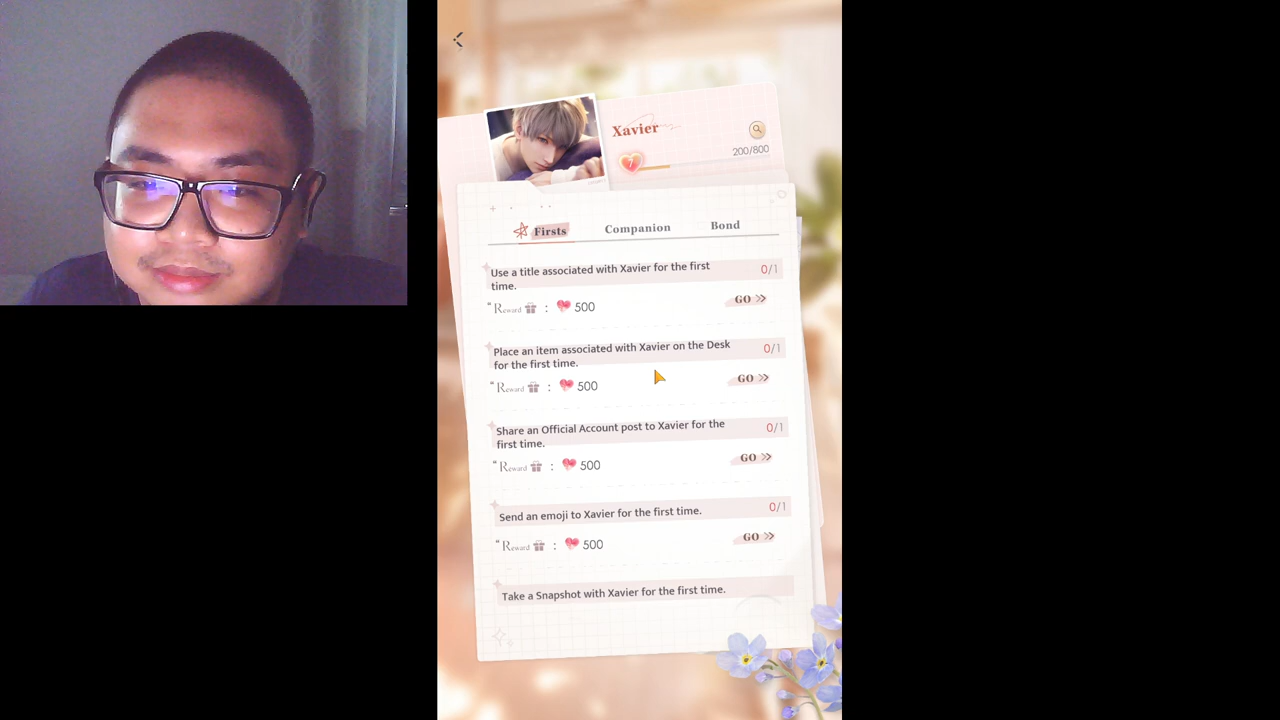 Xavier
7
200/800
Firsts
Companion
Bond
Use a title associated with Xavier for the first
time.
0/1
Reward : 500
GO
Place an item associated with Xavier on the Desk
for the first time.
0/1
Reward : 500
GO
Share an Official Account post to Xavier for the
first time.
0/1
Reward : 500
GO
Send an emoji to Xavier for the first time.
0/1
Reward : 500
GO
Take a Snapshot with Xavier for the first time.